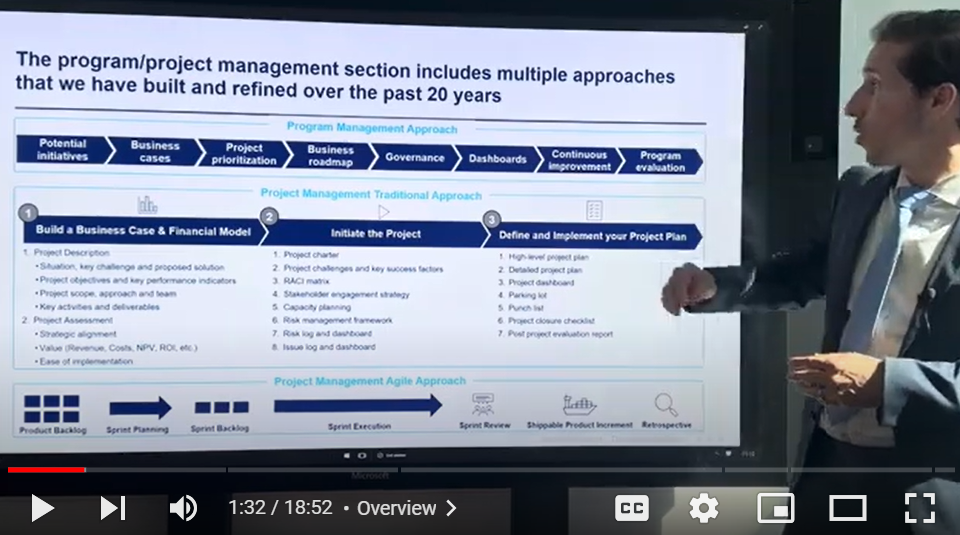 The program/project management section includes multiple approaches
that we have built and refined over the past 20 years
Program Management Approach
Potential
initiatives
Business
cases
Project
prioritization
Business
roadmap
Governance
Dashboards
Continuous
improvement
Program
evaluation
Project Management Traditional Approach
1
Build a Business Case & Financial Model
1. Project Description
•Situation, key challenge and proposed solution
•Project objectives and key performance indicators
•Project scope, approach and team
•Key activities and deliverables
2. Project Assessment
•Strategic alignment
•Value (Revenue, Costs, NPV, ROI, etc.)
•Ease of implementation
2
Initiate the Project
1. Project charter
2. Project challenges and key success factors
3. RACI matrix
4. Stakeholder engagement strategy
5. Capacity planning
6. Risk management framework
7. Risk log and dashboard
8. Issue log and dashboard
3
Define and Implement your Project Plan
1. High-level project plan
2. Detailed project plan
3. Project dashboard
4. Parking lot
5. Punch list
6. Project closure checklist
7. Post project evaluation report
Project Management Agile Approach
Product Backlog
Sprint Planning
Sprint Backlog
Sprint Execution
Sprint Review
Shippable Product Increment
Retrospective
Microsoft
1:32 / 18:52 • Overview
CC